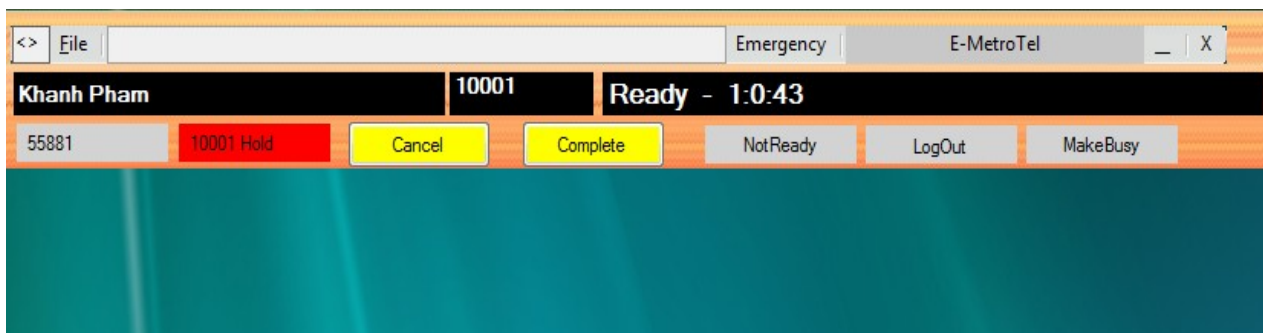 <> File Emergency E-MetroTel _ X
Khanh Pham 10001 Ready - 1:0:43
55881 10001 Hold Cancel Complete NotReady LogOut MakeBusy